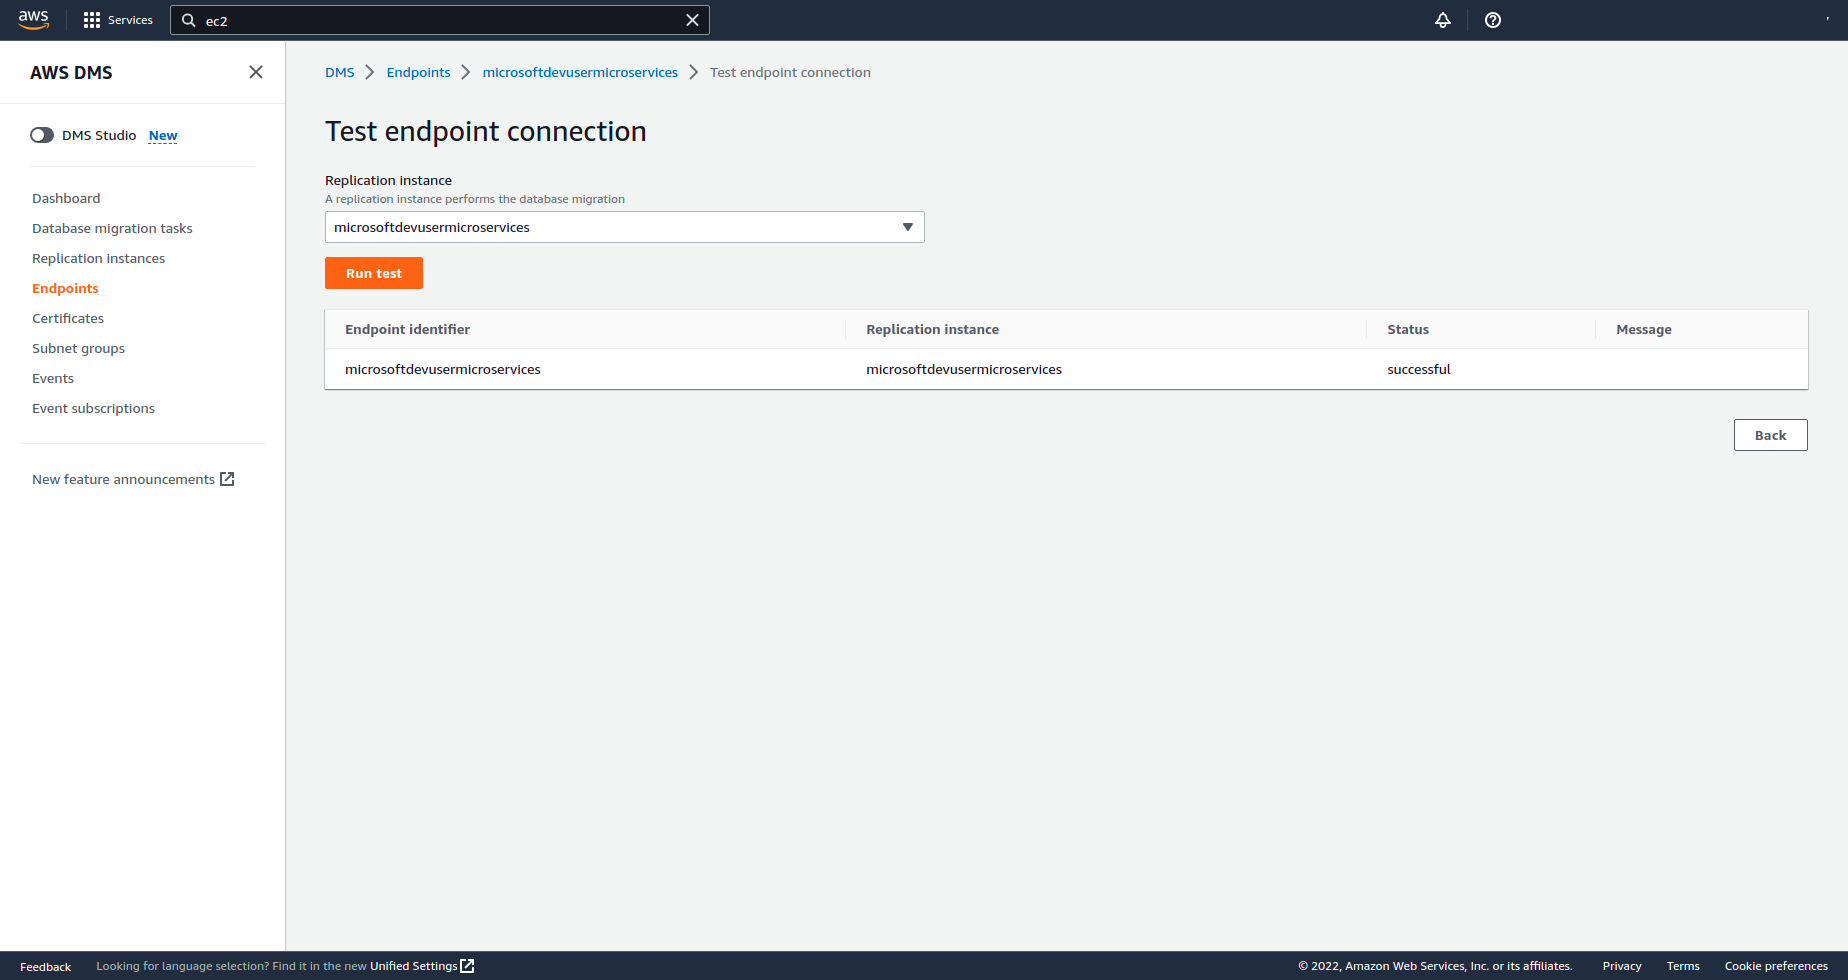 aws Services ec2
AWS DMS
DMS Studio New
Dashboard
Database migration tasks
Replication instances
Endpoints
Certificates
Subnet groups
Events
Event subscriptions
New feature announcements
DMS Endpoints microsoftdevusermicroservices Test endpoint connection
Test endpoint connection
Replication instance
A replication instance performs the database migration
microsoftdevusermicroservices
Run test
Endpoint identifier Replication instance Status Message
microsoftdevusermicroservices microsoftdevusermicroservices successful
Back
Feedback Looking for language selection? Find it in the new Unified Settings © 2022, Amazon Web Services, Inc. or its affiliates. Privacy Terms Cookie preferences